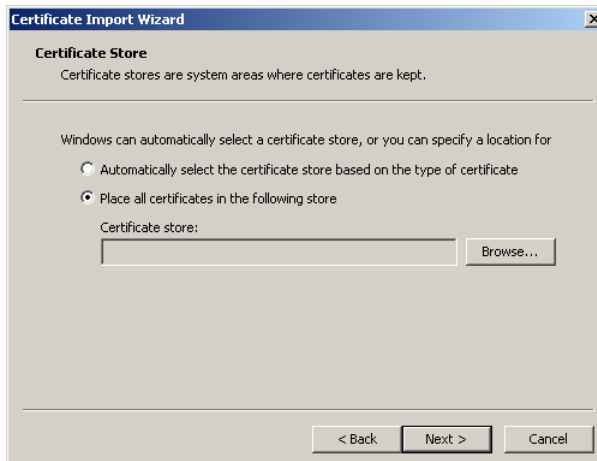 Certificate Import Wizard
Certificate Store
Certificate stores are system areas where certificates are kept.
Windows can automatically select a certificate store, or you can specify a location for
Automatically select the certificate store based on the type of certificate
Place all certificates in the following store
Certificate store:
Browse...
< Back Next > Cancel